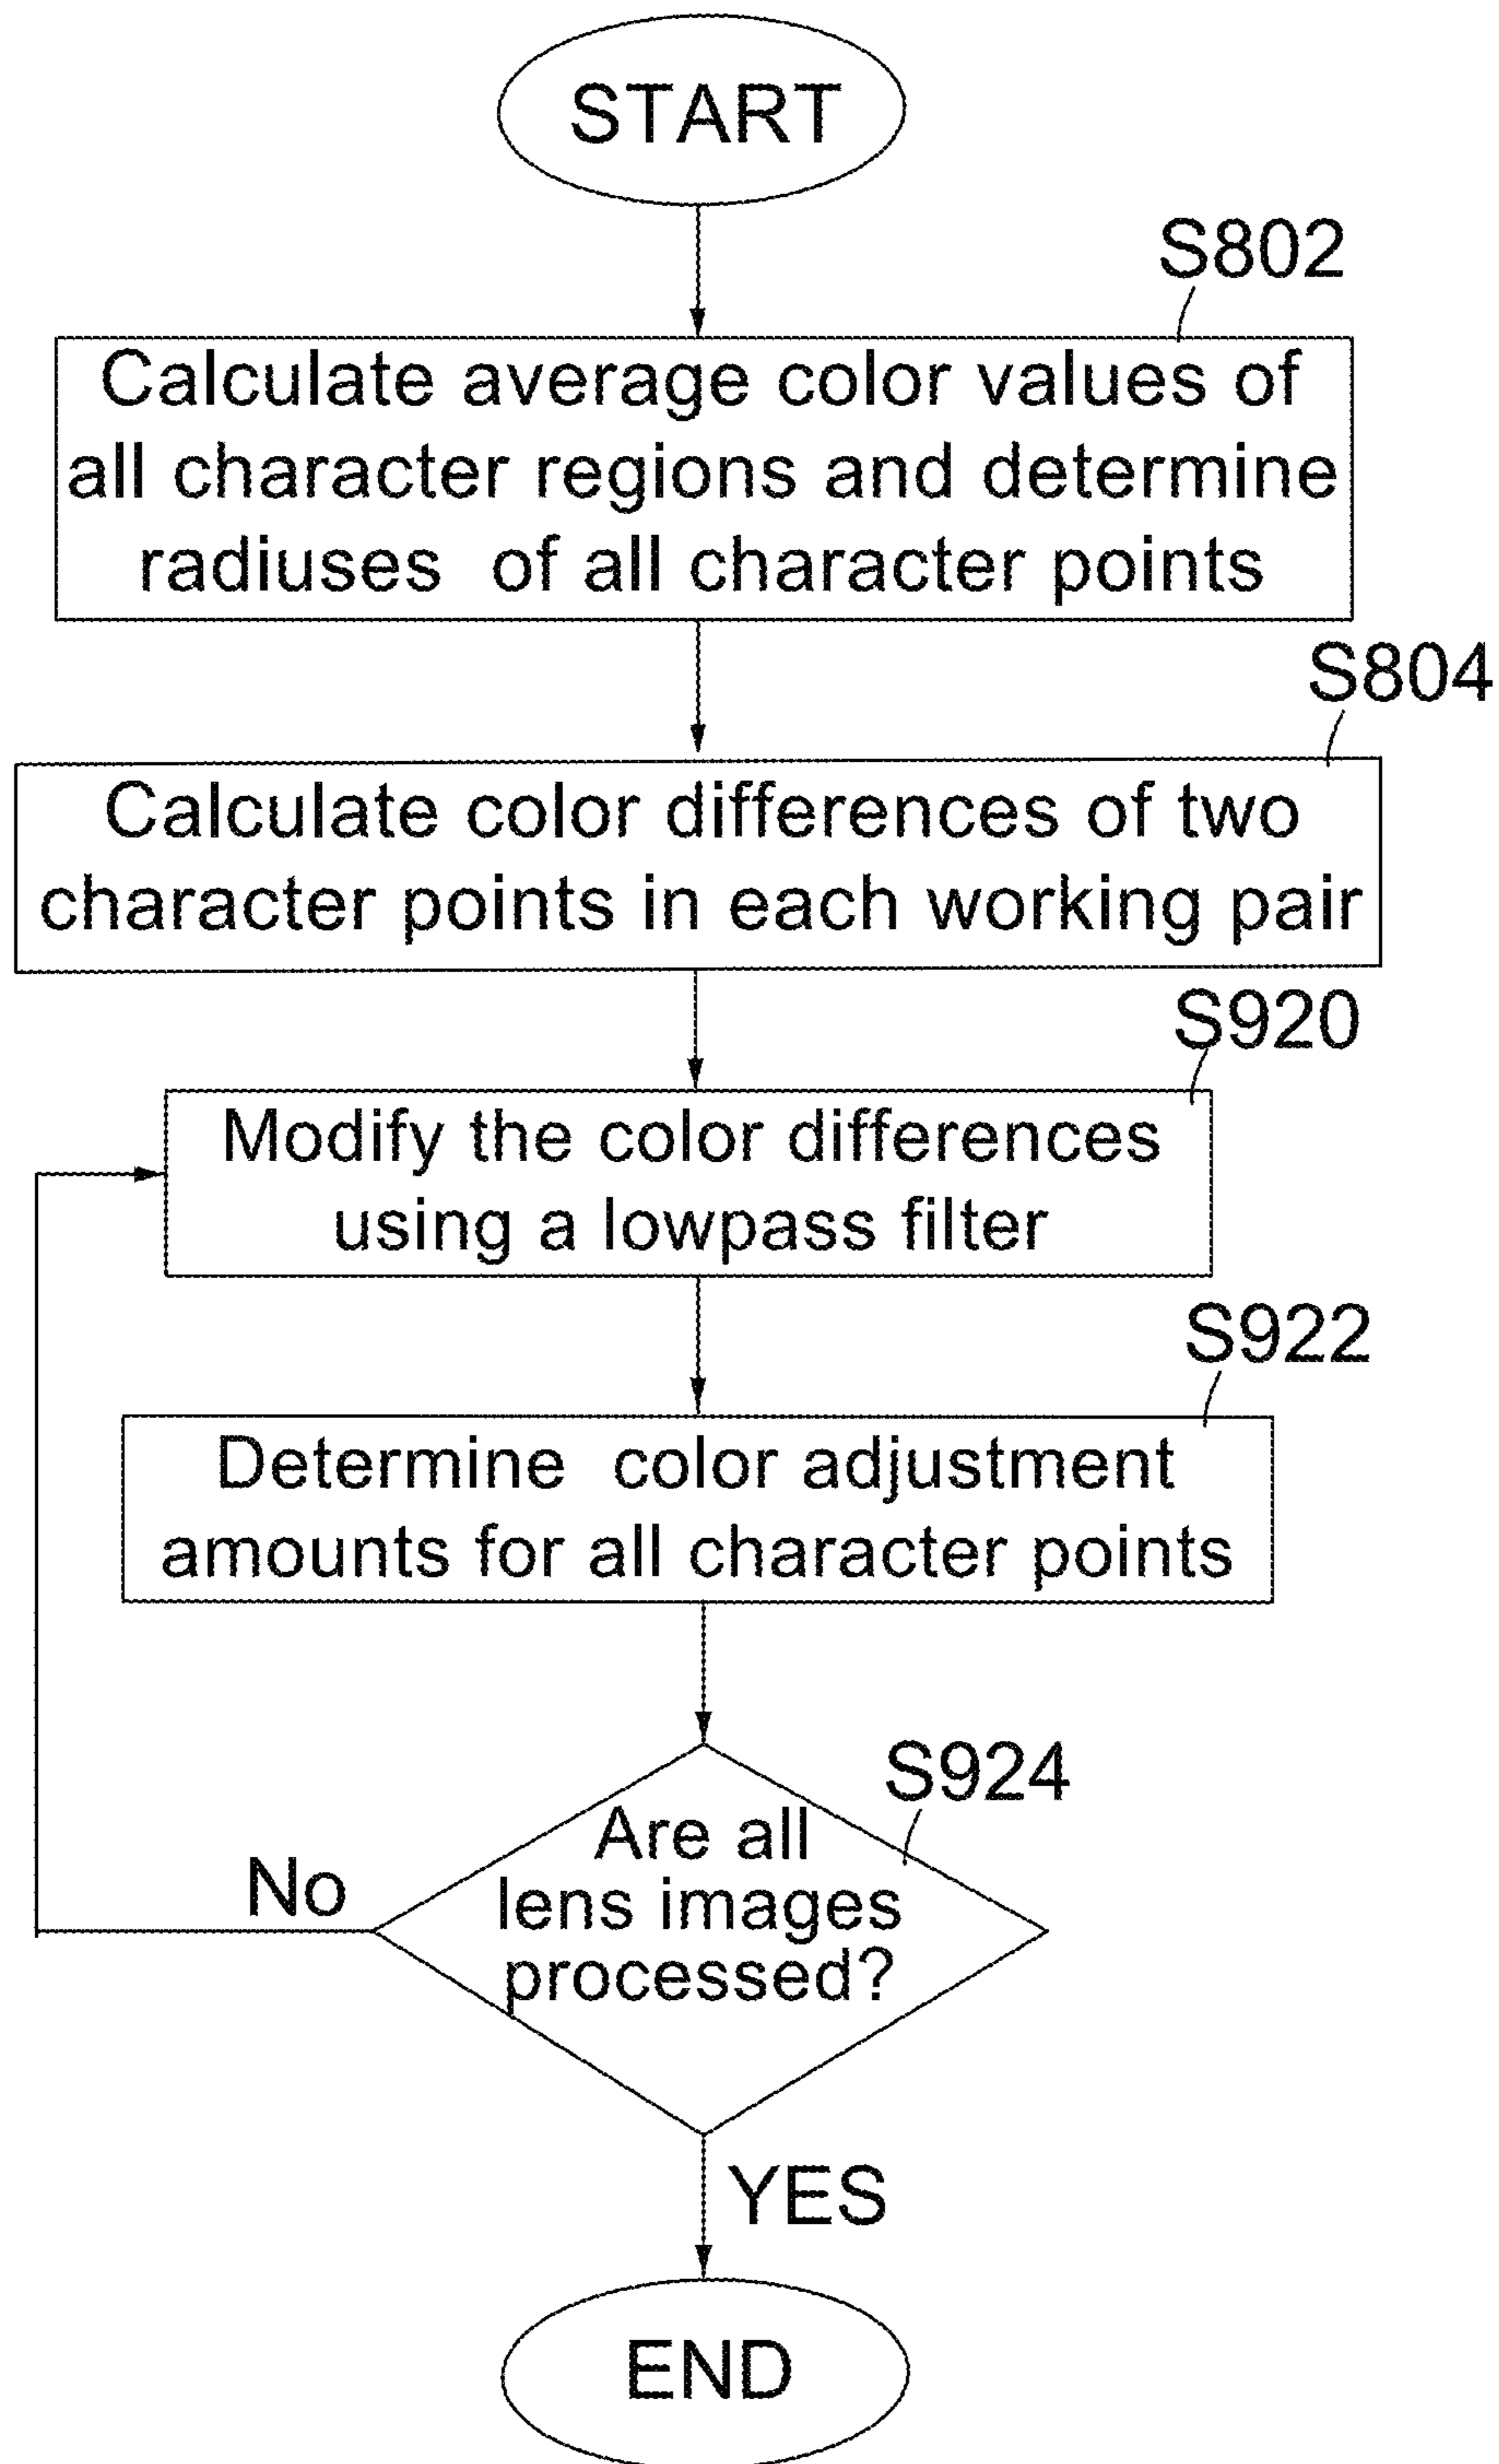 START
S802
Calculate average color values of
all character regions and determine
radiuses of all character points
S804
Calculate color differences of two
character points in each working pair
S920
Modify the color differences
using a lowpass filter
S922
Determine color adjustment
amounts for all character points
S924
Are all
lens images
processed?
No
YES
END